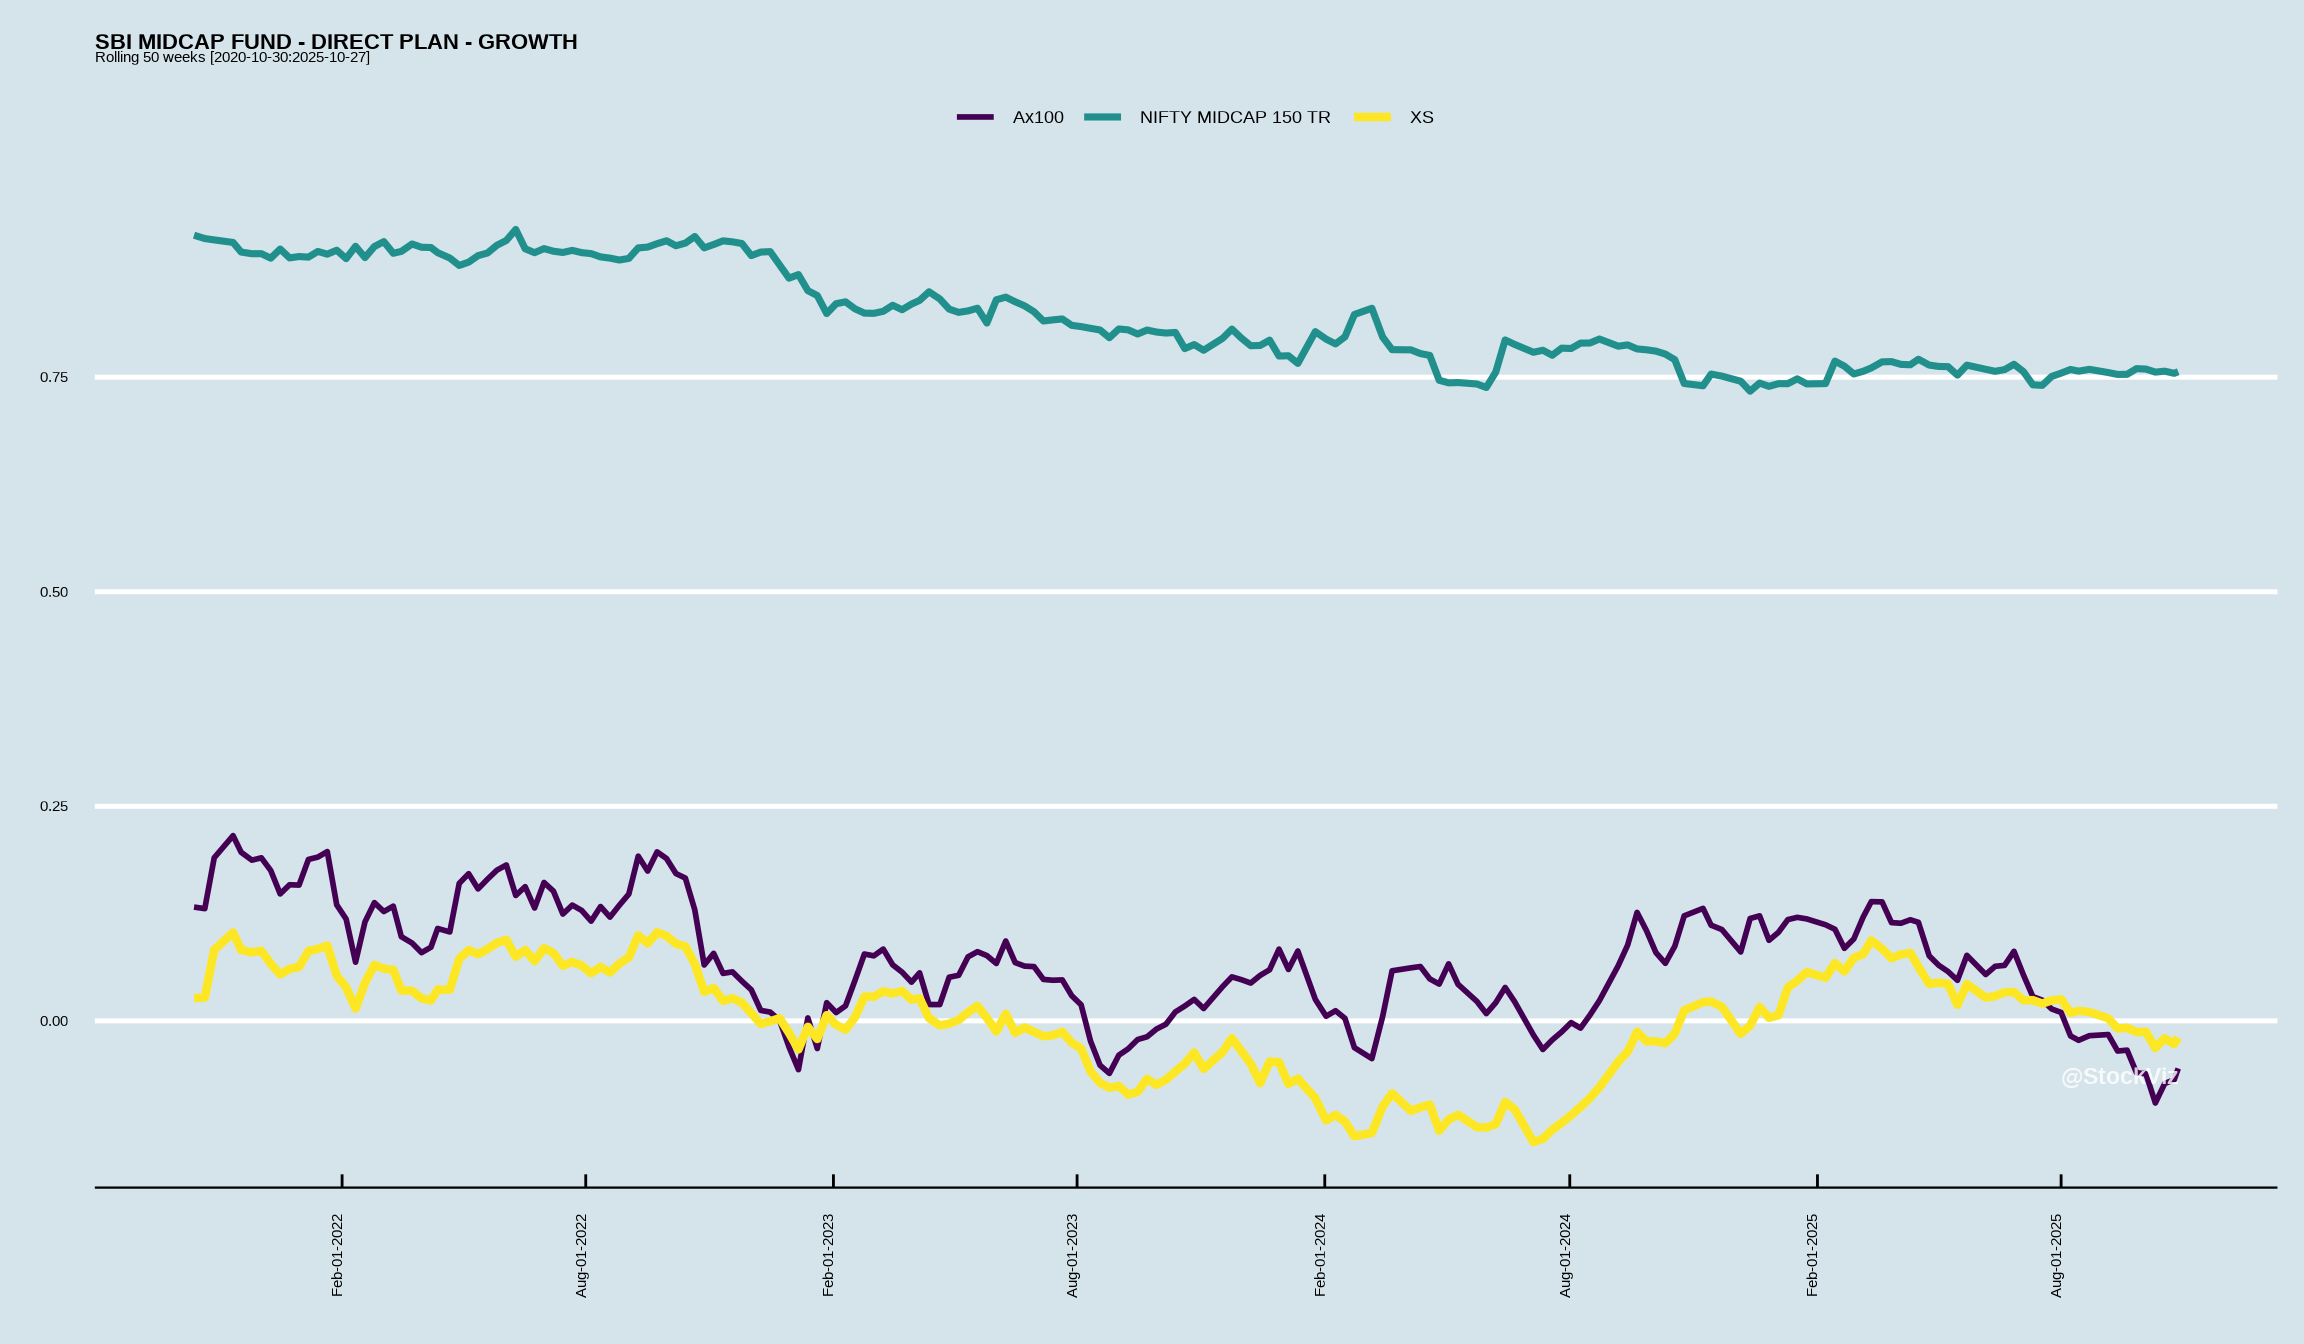 SBI MIDCAP FUND - DIRECT PLAN - GROWTH
Rolling 50 weeks [2020-10-30:2025-10-27]
Ax100 NIFTY MIDCAP 150 TR XS
0.75
0.50
0.25
0.00
@StockViz
Feb-01-2022 Aug-01-2022 Feb-01-2023 Aug-01-2023 Feb-01-2024 Aug-01-2024 Feb-01-2025 Aug-01-2025